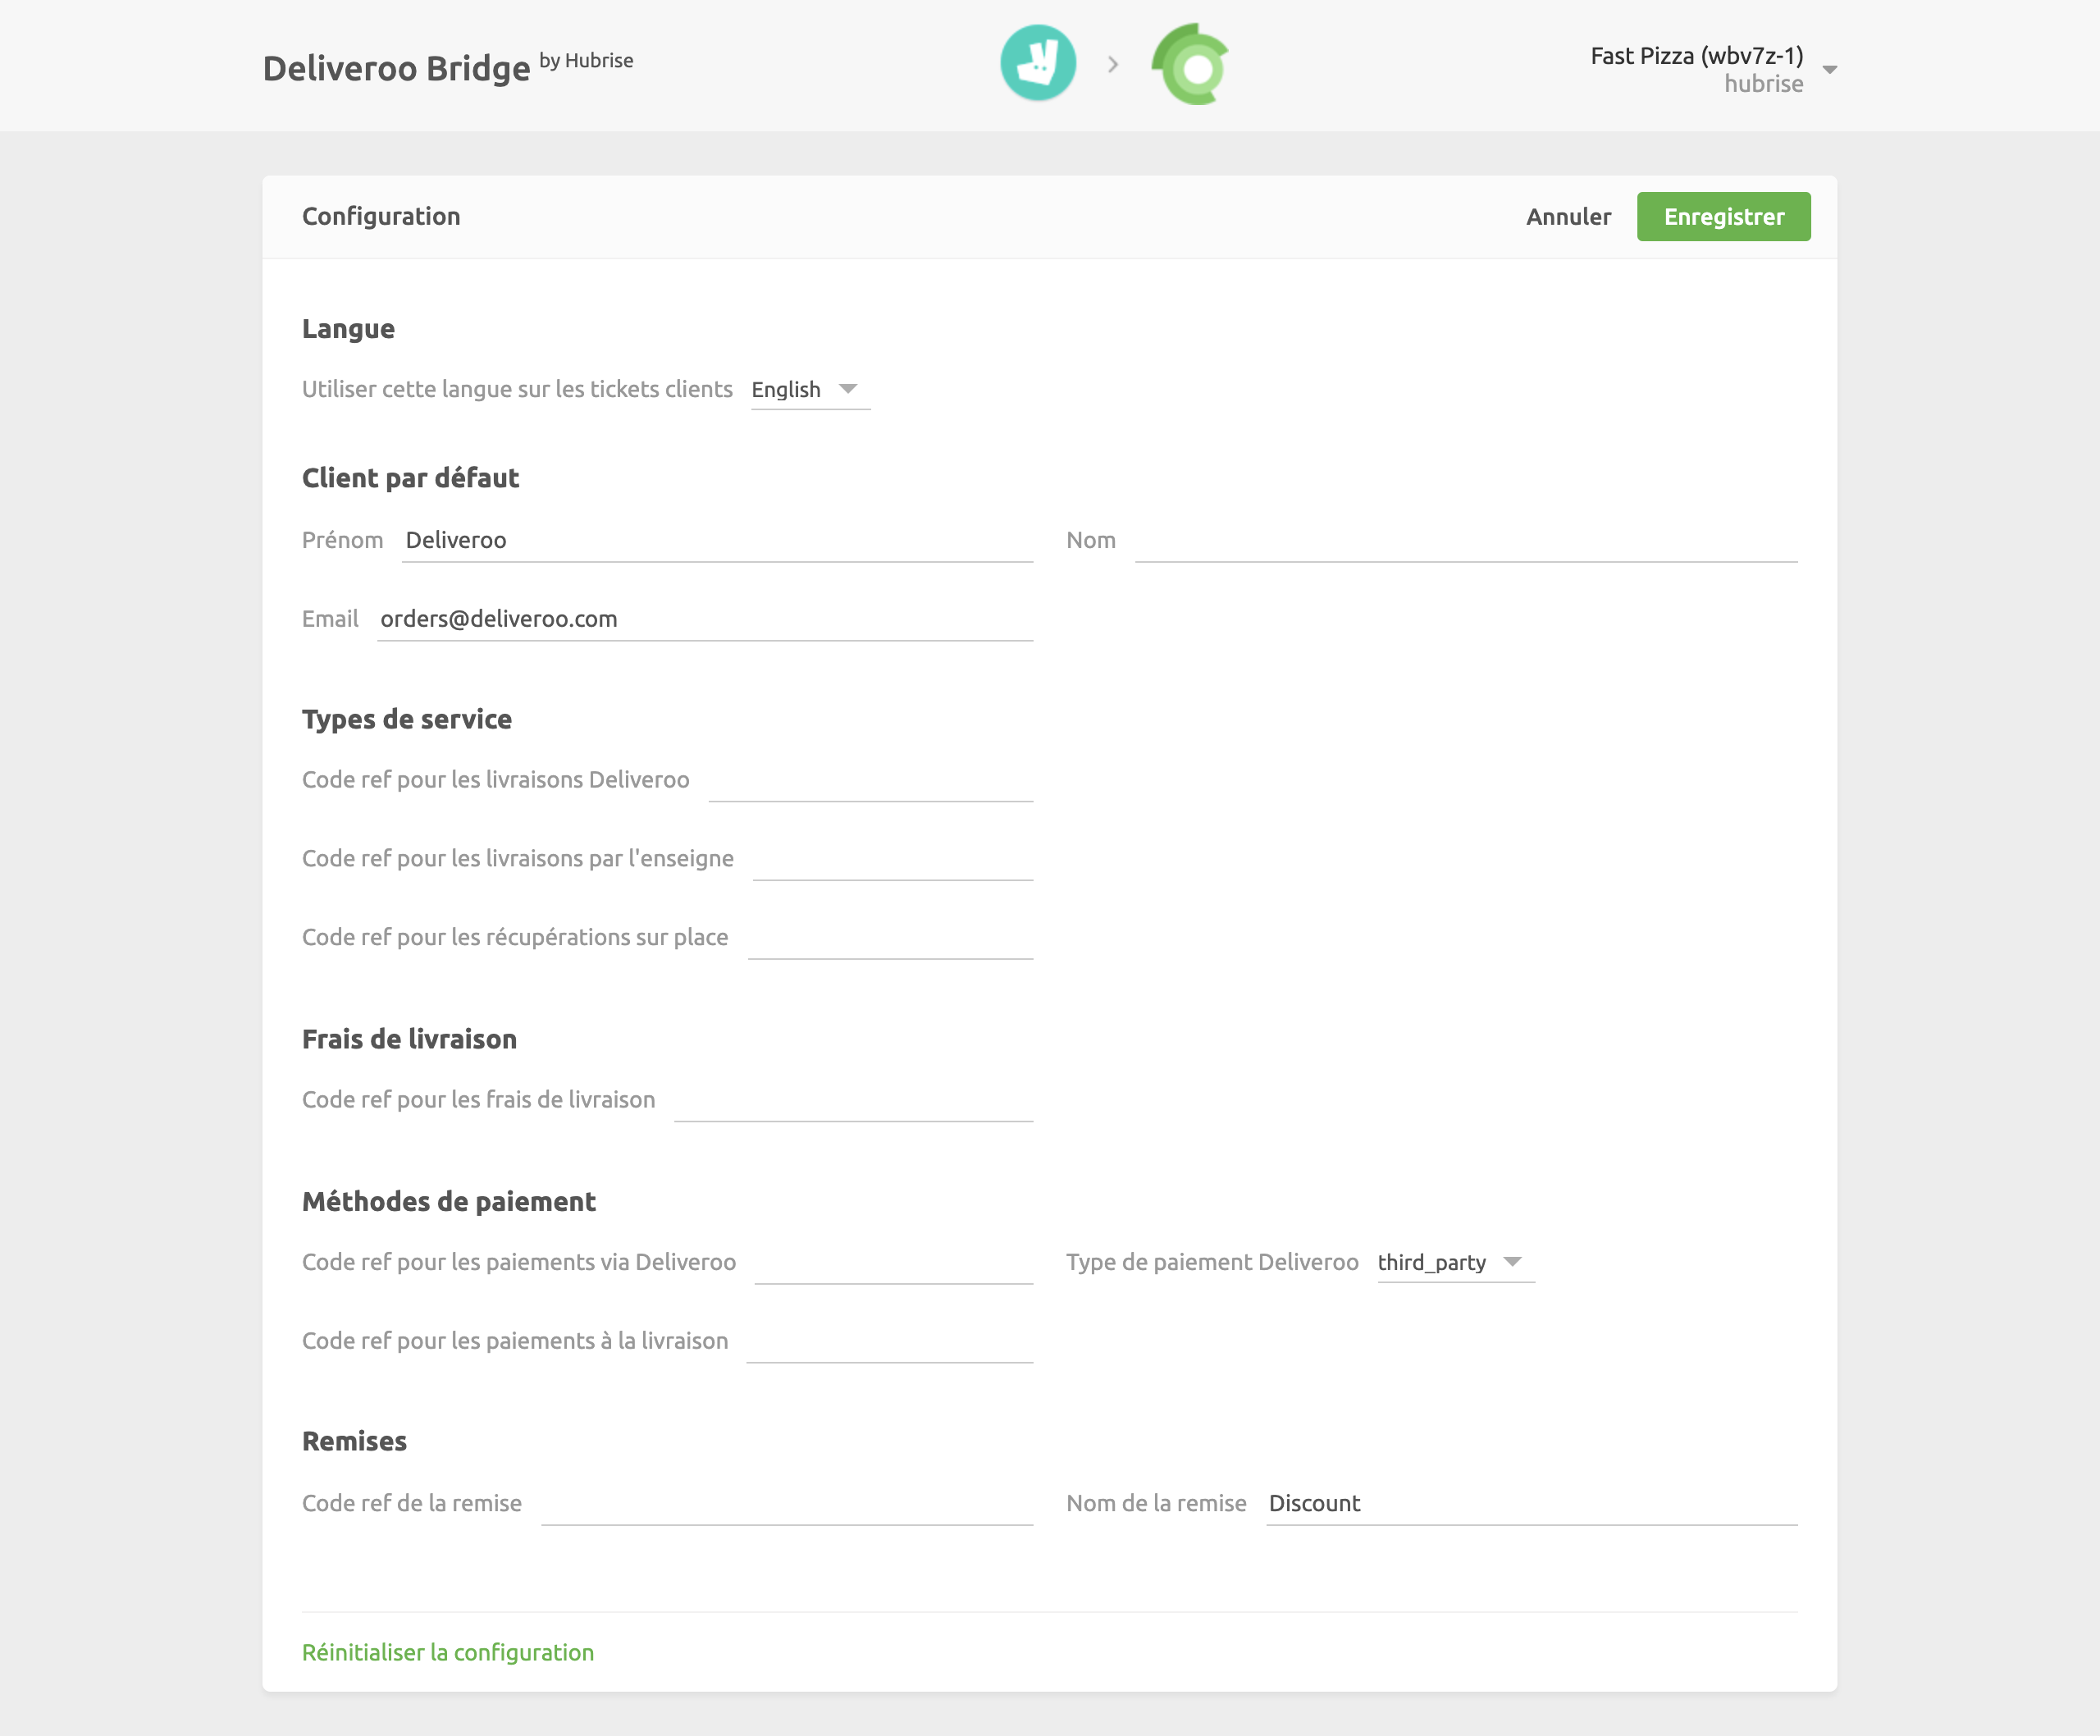 Deliveroo Bridge by Hubrise
Fast Pizza (wbv7z-1)
hubrise
Configuration
Annuler
Enregistrer
Langue
Utiliser cette langue sur les tickets clients English
Client par défaut
Prénom Deliveroo
Nom
Email orders@deliveroo.com
Types de service
Code ref pour les livraisons Deliveroo
Code ref pour les livraisons par l'enseigne
Code ref pour les récupérations sur place
Frais de livraison
Code ref pour les frais de livraison
Méthodes de paiement
Code ref pour les paiements via Deliveroo
Type de paiement Deliveroo third_party
Code ref pour les paiements à la livraison
Remises
Code ref de la remise
Nom de la remise Discount
Réinitialiser la configuration